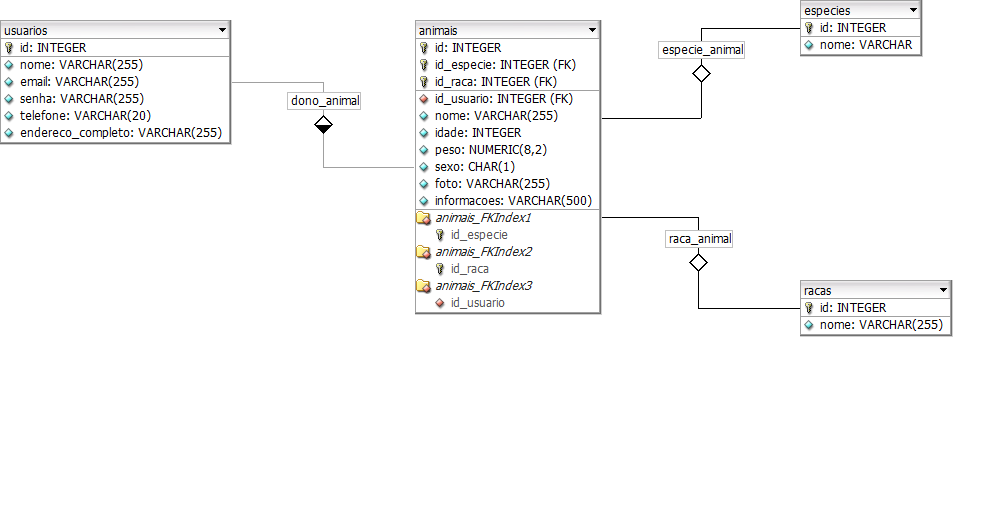 usuarios
id: INTEGER
nome: VARCHAR(255)
email: VARCHAR(255)
senha: VARCHAR(255)
telefone: VARCHAR(20)
endereco_completo: VARCHAR(255)
dono_animal
animais
id: INTEGER
id_especie: INTEGER (FK)
id_raca: INTEGER (FK)
id_usuario: INTEGER (FK)
nome: VARCHAR(255)
idade: INTEGER
peso: NUMERIC(8,2)
sexo: CHAR(1)
foto: VARCHAR(255)
informacoes: VARCHAR(500)
animais_FKIndex1
id_especie
animais_FKIndex2
id_raca
animais_FKIndex3
id_usuario
especie_animal
especies
id: INTEGER
nome: VARCHAR
raca_animal
racas
id: INTEGER
nome: VARCHAR(255)